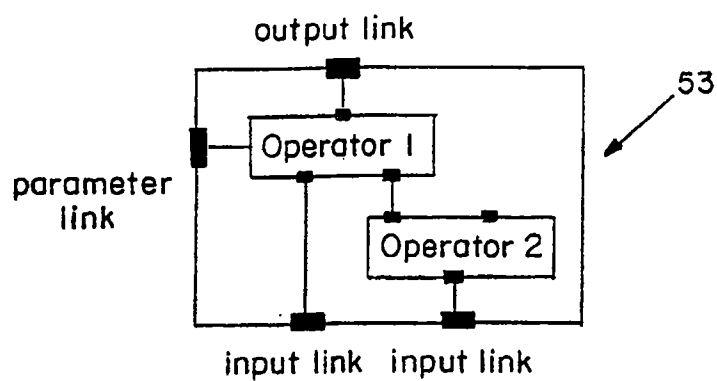 output link
53
Operator 1
parameter
link
Operator 2
input link input link